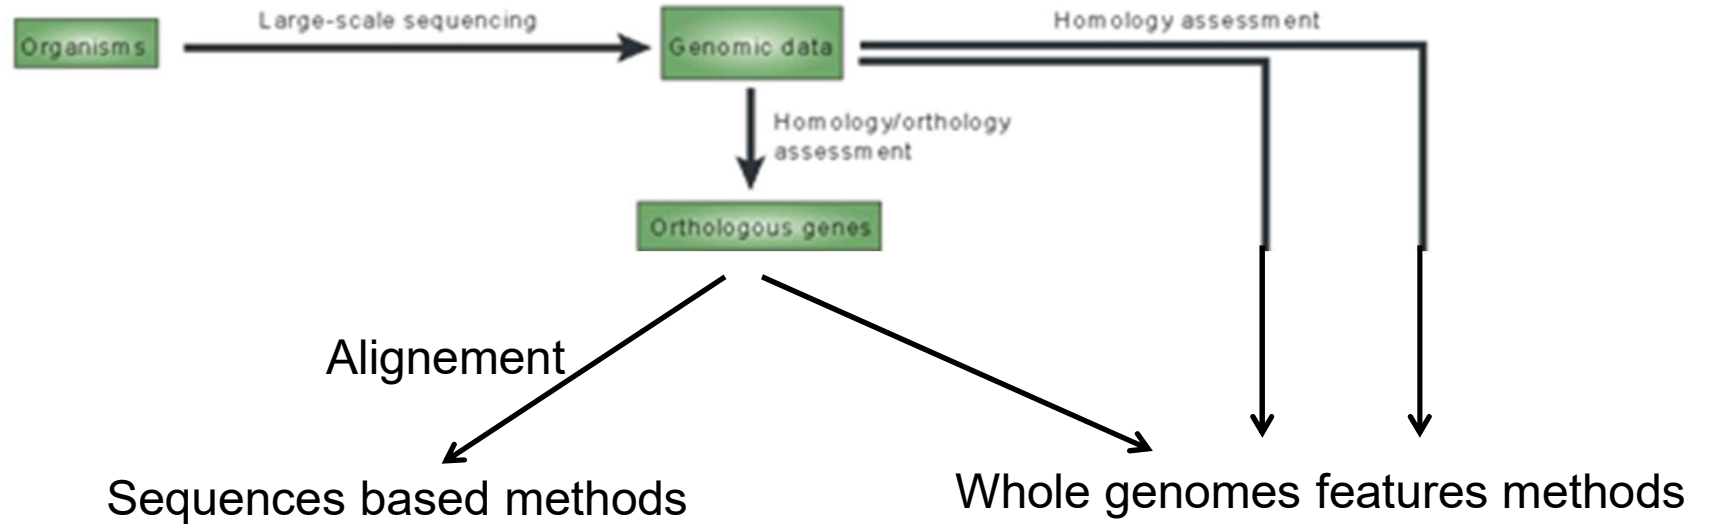 Large-scale sequencing
Homology assessment
Organisms
Genomic data
Homology/orthology
assessment
Orthologous genes
Alignement
Sequences based methods
Whole genomes features methods